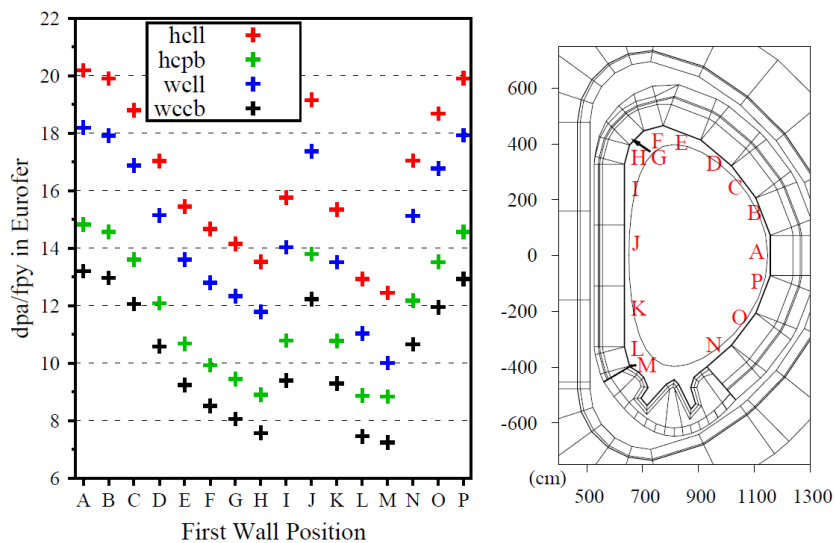 22
20
18
16
14
12
10
8
6
dpa/fpy in Eurofer
hcll
hcpb
wcll
wccb
A B C D E F G H I J K L M N O P
First Wall Position
600
400
200
0
-200
-400
-600
(cm)
500 700 900 1100 1300
F E
H G D
I C
B
J A
P
K O
L N
M